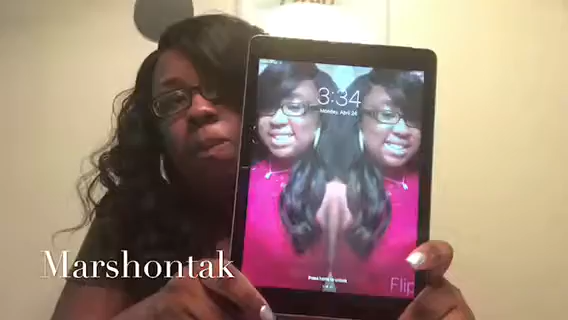 3:34
Monday, April 24
Press home to unlock
Flip
Marshontak